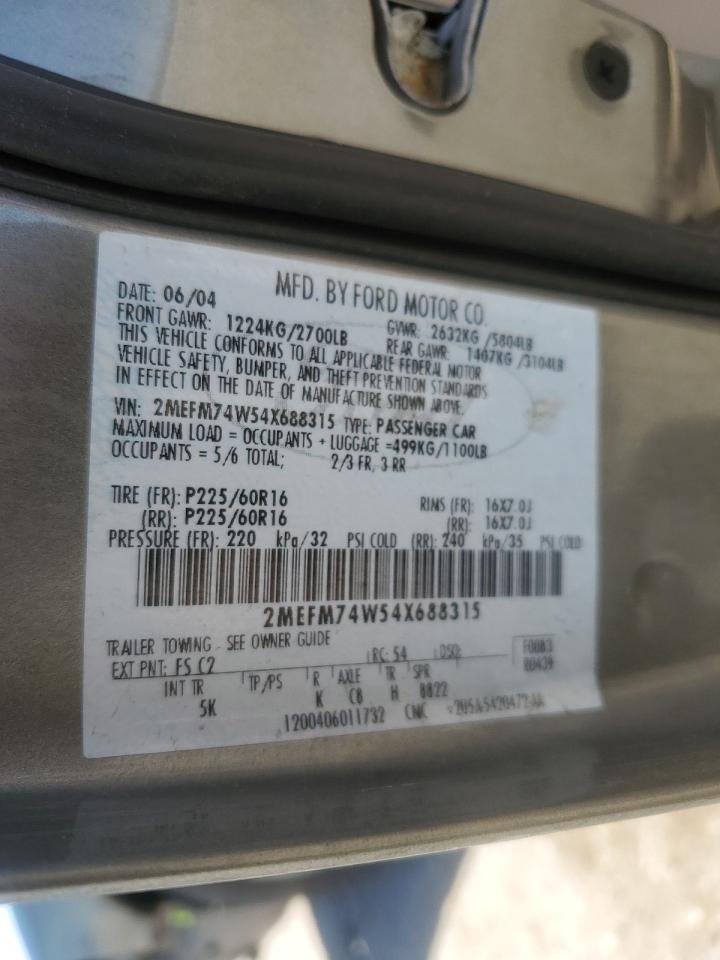 MFD. BY FORD MOTOR CO.
DATE: 06/04
GVWR: 2632KG /5804LB
FRONT GAWR: 1224KG/2700LB
REAR GAWR: 1407KG /3104LB
THIS VEHICLE CONFORMS TO ALL APPLICABLE FEDERAL MOTOR
VEHICLE SAFETY, BUMPER, AND THEFT PREVENTION STANDARDS
IN EFFECT ON THE DATE OF MANUFACTURE SHOWN ABOVE.
VIN: 2MEFM74W54X688315 TYPE: PASSENGER CAR
MAXIMUM LOAD = OCCUPANTS + LUGGAGE =499KG/1100LB
OCCUPANTS = 5/6 TOTAL; 2/3 FR, 3 RR
TIRE (FR): P225/60R16 RIMS (FR): 16X7.0J
(RR): P225/60R16 (RR): 16X7.0J
PRESSURE (FR): 220 kPa/32 PSI COLD (RR): 240 kPa/35 PSI COLD
2MEFM74W54X688315
TRAILER TOWING - SEE OWNER GUIDE
EXT PNT: FS C2 RC: 54 DSO:
INT TR TP/PS R AXLE TR SPR
5K K C8 H 8822
1200406011732 CNC